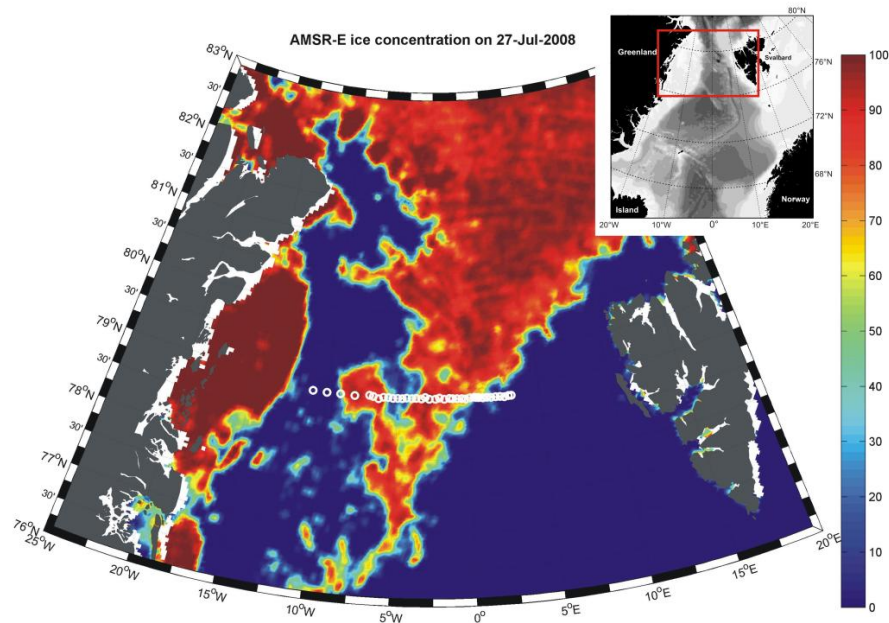 AMSR-E ice concentration on 27-Jul-2008
83°N
30'
82°N
30'
81°N
30'
80°N
30'
79°N
30'
78°N
30'
77°N
30'
76°N
25°W
20°W
15°W
10°W
5°W
0°
5°E
10°E
15°E
20°E
80°N
76°N
72°N
68°N
Greenland
Svalbard
Norway
Island
20°W
10°W
0°
10°E
20°E
100
90
80
70
60
50
40
30
20
10
0